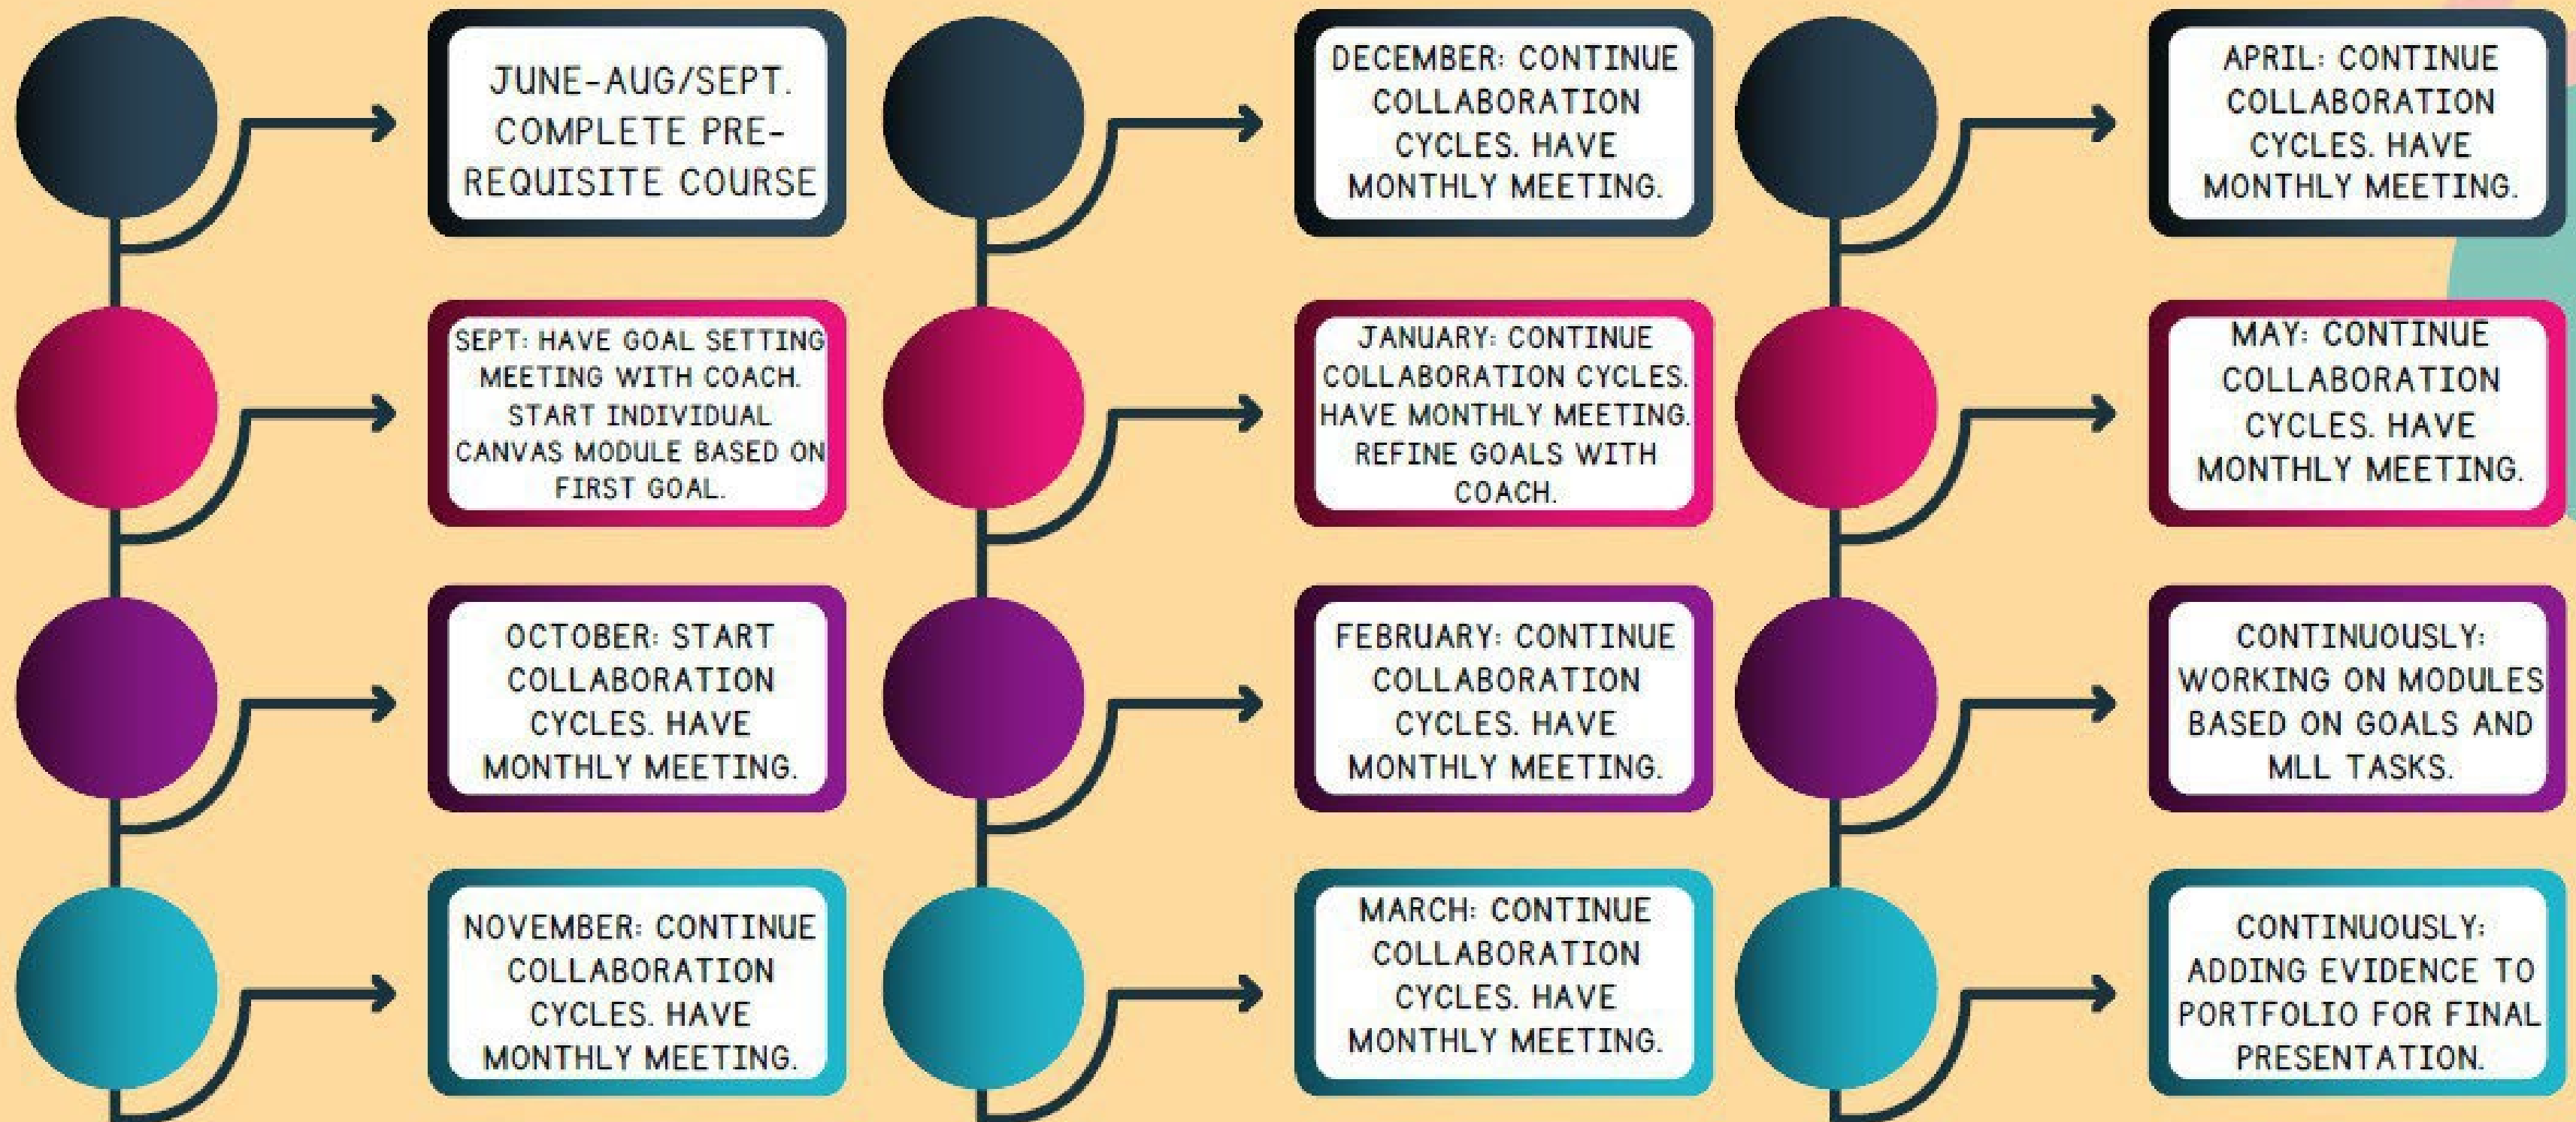 JUNE-AUG/SEPT.
COMPLETE PRE-
REQUISITE COURSE
SEPT: HAVE GOAL SETTING
MEETING WITH COACH.
START INDIVIDUAL
CANVAS MODULE BASED ON
FIRST GOAL.
OCTOBER: START
COLLABORATION
CYCLES. HAVE
MONTHLY MEETING.
NOVEMBER: CONTINUE
COLLABORATION
CYCLES. HAVE
MONTHLY MEETING.
DECEMBER: CONTINUE
COLLABORATION
CYCLES. HAVE
MONTHLY MEETING.
JANUARY: CONTINUE
COLLABORATION CYCLES.
HAVE MONTHLY MEETING.
REFINE GOALS WITH
COACH.
FEBRUARY: CONTINUE
COLLABORATION
CYCLES. HAVE
MONTHLY MEETING.
MARCH: CONTINUE
COLLABORATION
CYCLES. HAVE
MONTHLY MEETING.
APRIL: CONTINUE
COLLABORATION
CYCLES. HAVE
MONTHLY MEETING.
MAY: CONTINUE
COLLABORATION
CYCLES. HAVE
MONTHLY MEETING.
CONTINUOUSLY:
WORKING ON MODULES
BASED ON GOALS AND
MLL TASKS.
CONTINUOUSLY:
ADDING EVIDENCE TO
PORTFOLIO FOR FINAL
PRESENTATION.